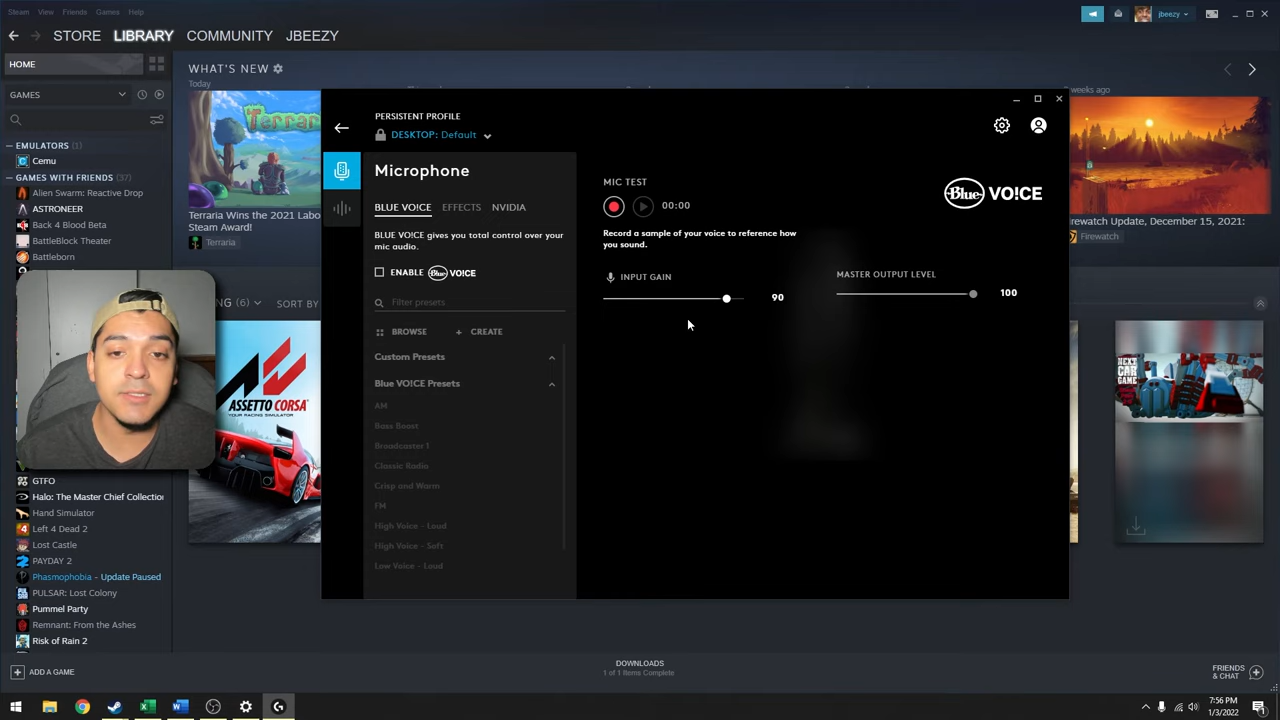 Steam View Friends Games Help
jbeezy
STORE LIBRARY COMMUNITY JBEEZY
HOME
GAMES
EMULATORS (1)
Cemu
GAMES WITH FRIENDS (37)
Alien Swarm: Reactive Drop
ASTRONEER
Back 4 Blood Beta
BattleBlock Theater
Battleborn
GTFO
Halo: The Master Chief Collectio
Hand Simulator
Left 4 Dead 2
Lost Castle
PAYDAY 2
Phasmophobia - Update Paused
PULSAR: Lost Colony
Pummel Party
Remnant: From the Ashes
Risk of Rain 2
ADD A GAME
WHAT'S NEW
Today
Terraria
Terraria Wins the 2021 Labo
Steam Award!
Terraria
SORT BY
ASSETTO CORSA
YOUR RACING SIMULATOR
PERSISTENT PROFILE
DESKTOP: Default
Microphone
BLUE VO!CE EFFECTS NVIDIA
BLUE VO!CE gives you total control over your
mic audio.
ENABLE Blue VO!CE
Filter presets
BROWSE + CREATE
Custom Presets
Blue VO!CE Presets
AM
Bass Boost
Broadcaster 1
Classic Radio
Crisp and Warm
FM
High Voice - Loud
High Voice - Soft
Low Voice - Loud
MIC TEST
00:00
Record a sample of your voice to reference how
you sound.
Blue VO!CE
INPUT GAIN
90
MASTER OUTPUT LEVEL
100
weeks ago
rewatch Update, December 15, 2021:
Firewatch
NEXT
CAR GAME
DOWNLOADS
1 of 1 Items Complete
FRIENDS
& CHAT
7:56 PM
1/3/2022